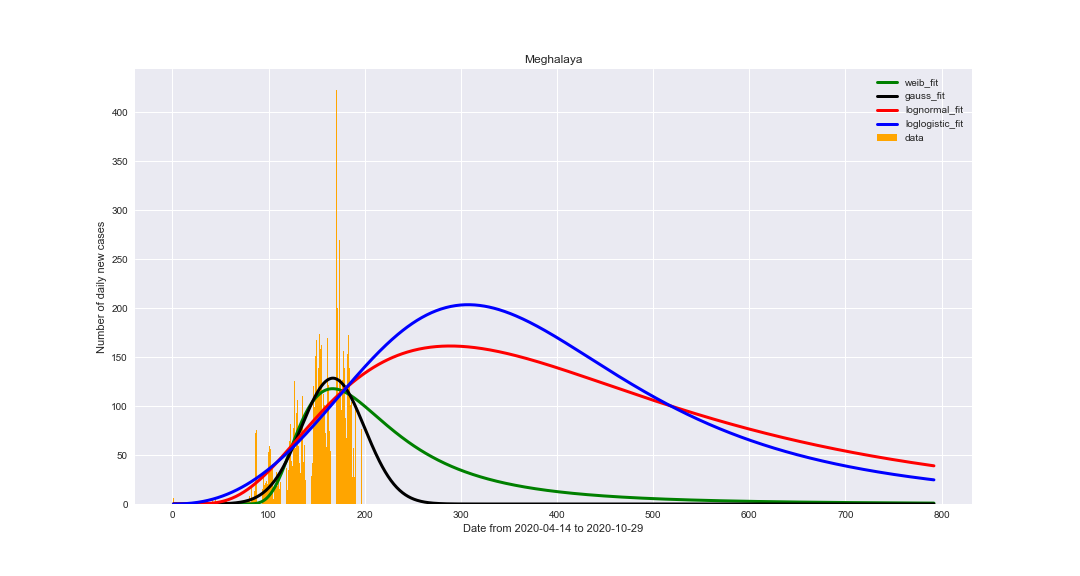 Meghalaya
weib_fit
gauss_fit
lognormal_fit
loglogistic_fit
data
400
350
300
250
200
150
100
50
0
Number of daily new cases
0 100 200 300 400 500 600 700 800
Date from 2020-04-14 to 2020-10-29